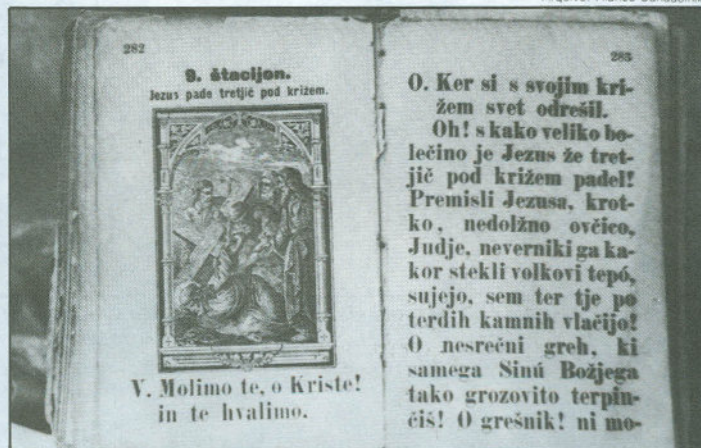 282
9. štacijon.
Jezus pade tretjič pod križem.
V. Molimo te, o Kriste!
in te hvalimo.
283
O. Ker si s svojim kri-
žem svet odrešil.
Oh! s kako veliko bo-
lečino je Jezus že tret-
jič pod križem padel!
Premisli Jezusa, krot-
ko, nedolžno ovčico,
Judje, neverniki ga ka-
kor stekli volkovi tepó,
sujejo, sem ter tje po
terdih kamnih vlačijo!
O nesrečni greh, ki
samega Sinú Božjega
tako grozovito terpin-
čiš! O grešnik! ni mo-